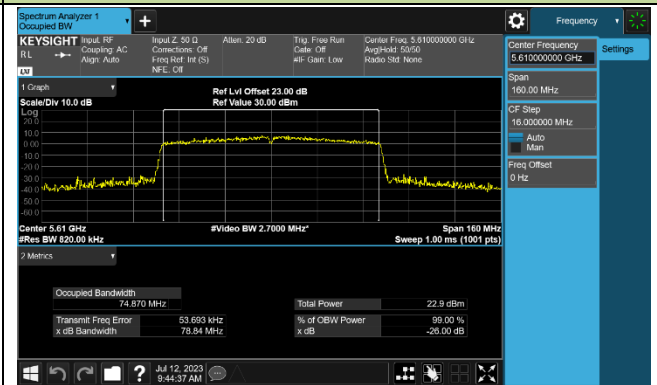 Spectrum Analyzer 1
Occupied BW
+
Frequency
KEYSIGHT
RL
LXI
Input: RF
Coupling: AC
Align: Auto
Input Z: 50 Ω
Corrections: Off
Freq Ref: Int (S)
NFE: Off
Atten: 20 dB
Trig: Free Run
Gate: Off
#IF Gain: Low
Center Freq: 5.610000000 GHz
Avg|Hold: 50/50
Radio Std: None
Center Frequency
5.610000000 GHz
Settings
Span
160.00 MHz
CF Step
16.000000 MHz
Auto
Man
Freq Offset
0 Hz
1 Graph
Scale/Div 10.0 dB
Ref Lvl Offset 23.00 dB
Ref Value 30.00 dBm
Log
20.0
10.0
0.00
-10.0
-20.0
-30.0
-40.0
-50.0
-60.0
Center 5.61 GHz
#Video BW 2.7000 MHz*
Span 160 MHz
#Res BW 820.00 kHz
Sweep 1.00 ms (1001 pts)
2 Metrics
Occupied Bandwidth
74.870 MHz
Total Power
22.9 dBm
Transmit Freq Error
53.693 kHz
% of OBW Power
99.00 %
x dB Bandwidth
78.84 MHz
x dB
-26.00 dB
?
Jul 12, 2023
9:44:37 AM